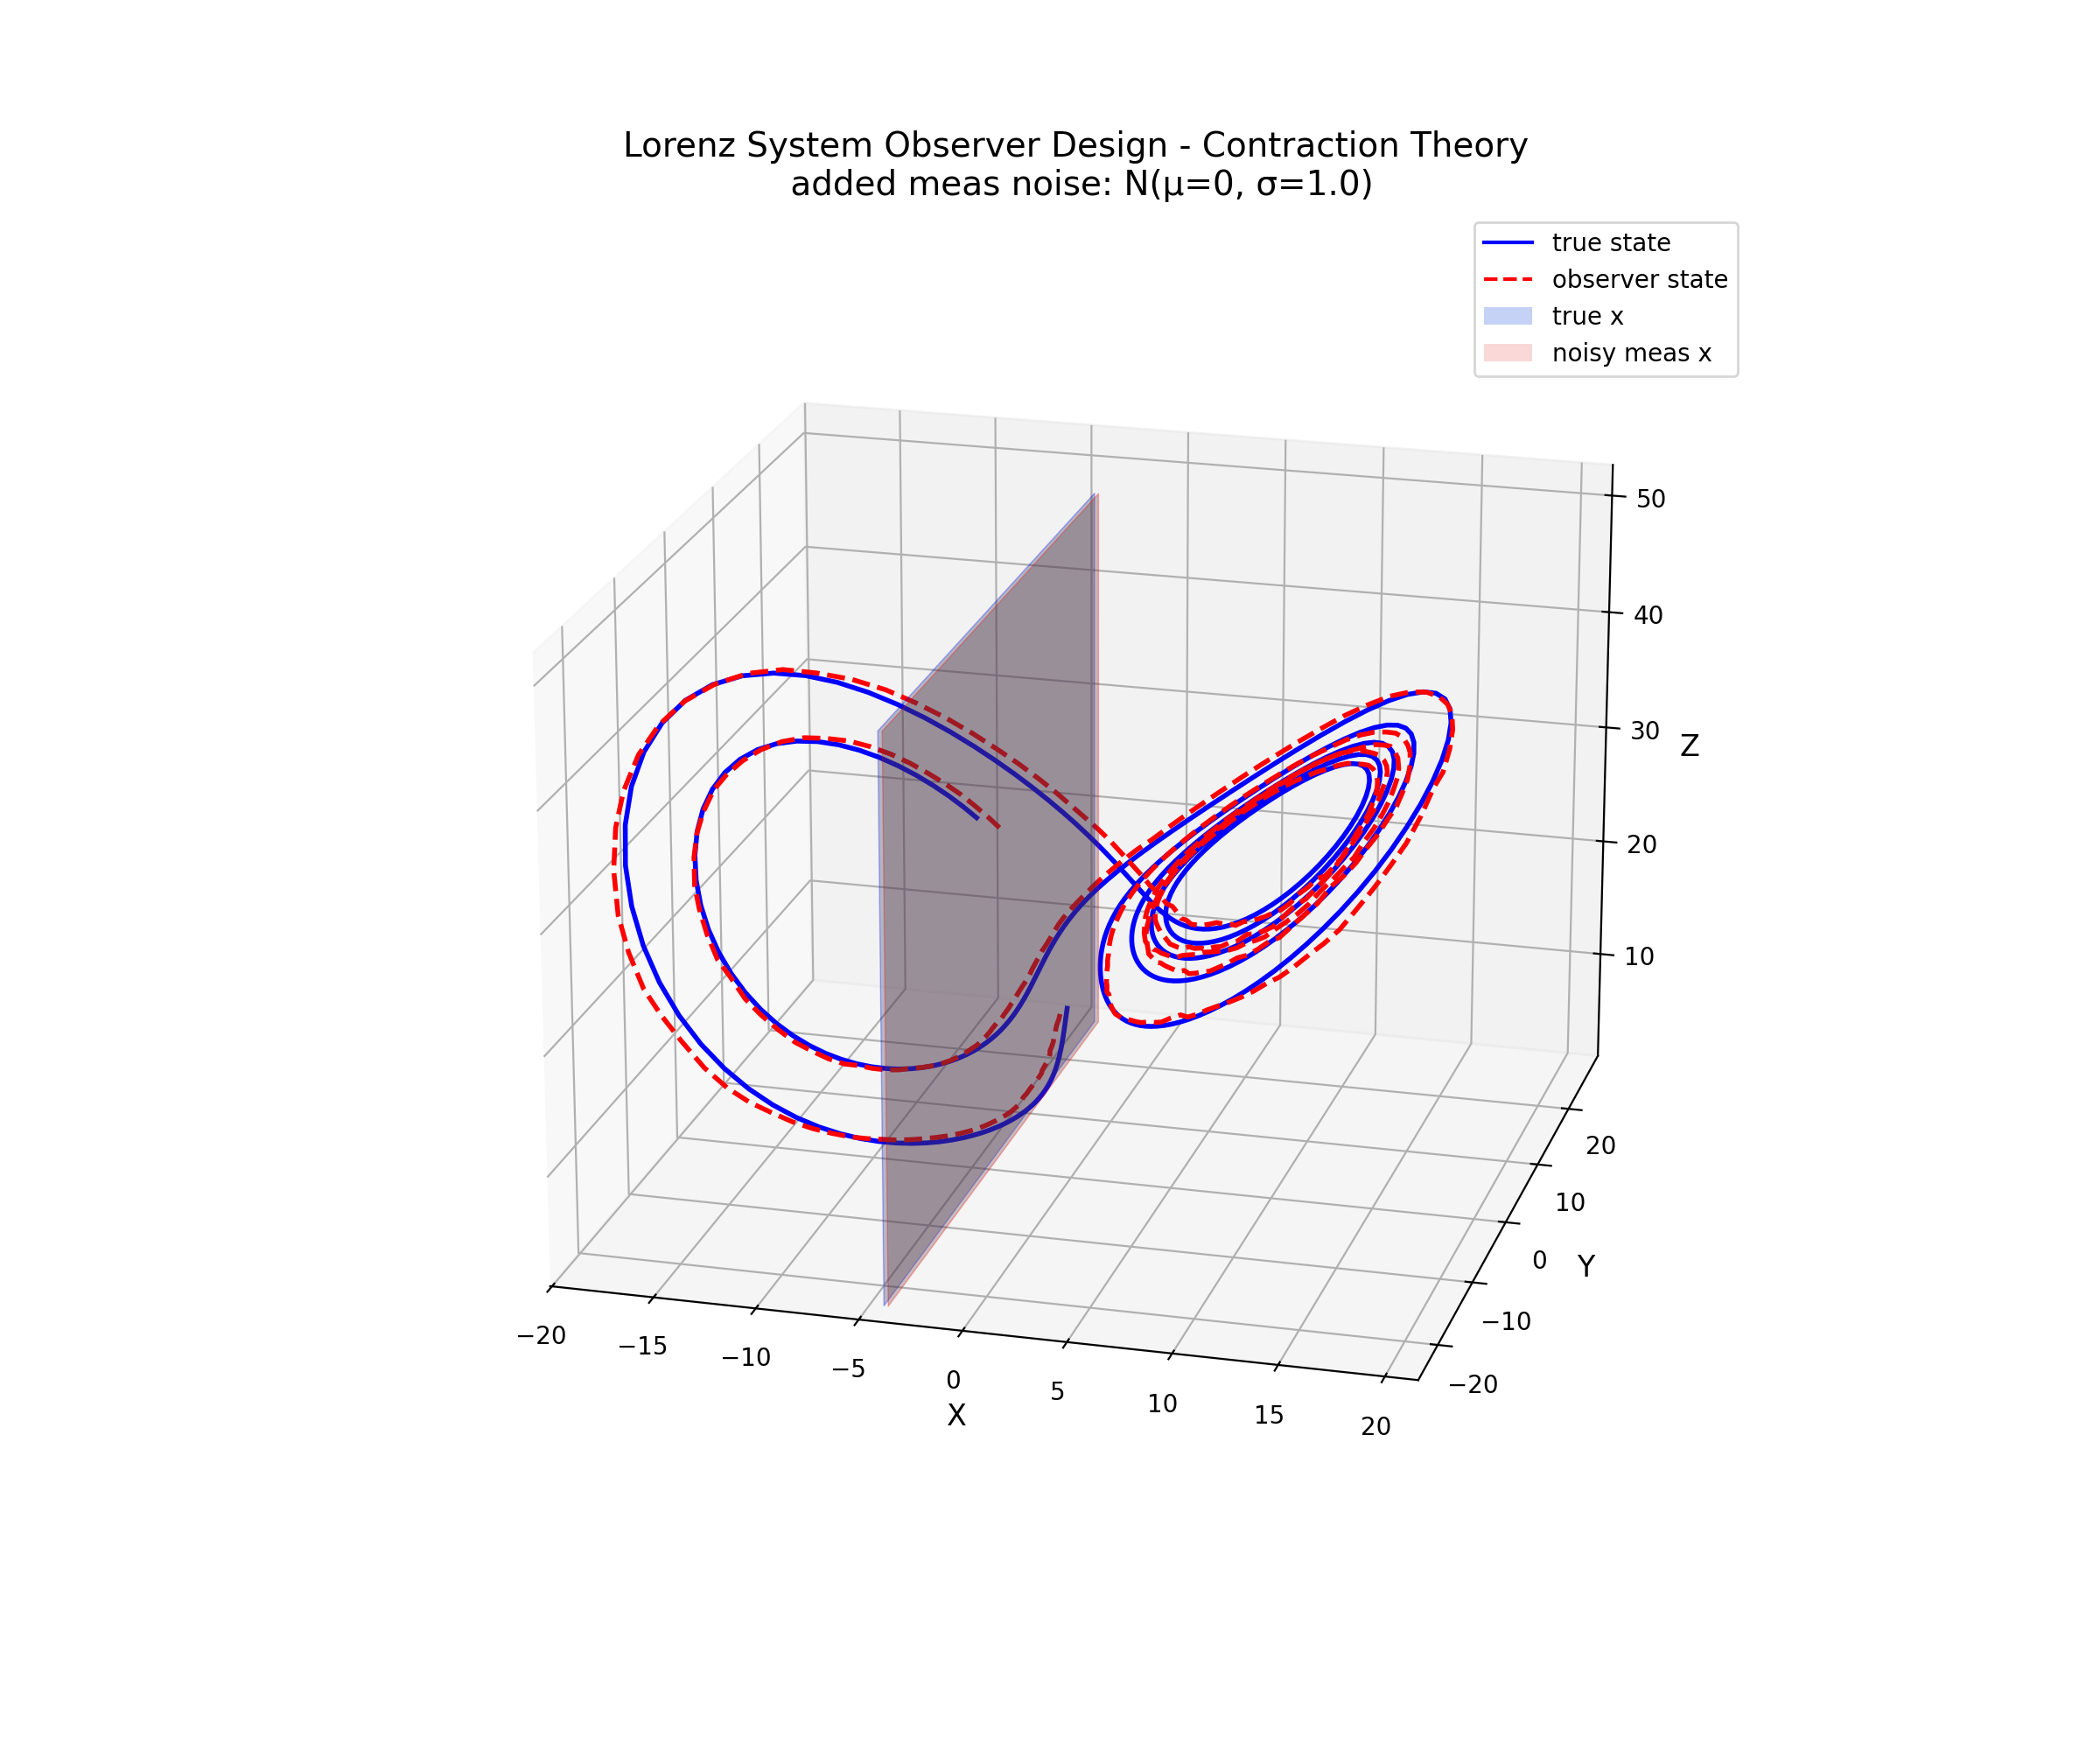 Lorenz System Observer Design - Contraction Theory
added meas noise: N(μ=0, σ=1.0)
true state
observer state
true x
noisy meas x
50
40
30
Z
20
10
20
10
0
Y
−10
−20
−20
−15
−10
−5
0
5
10
15
20
X